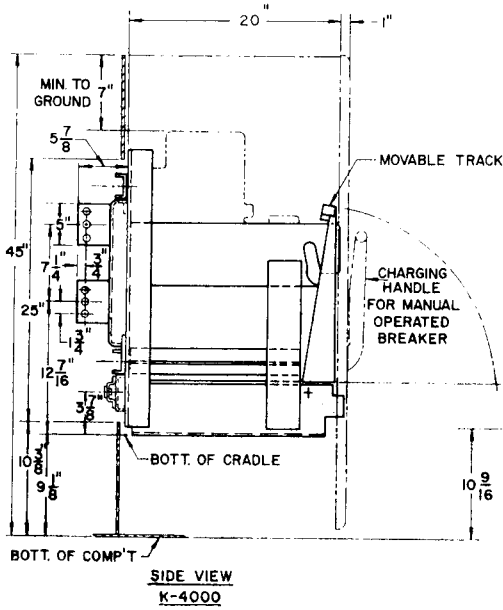 20"
1"
MIN. TO
GROUND
7"
5 7/8
MOVABLE TRACK
5"
45"
7 1/4
1 3/4
"
CHARGING
HANDLE
FOR MANUAL
OPERATED
BREAKER
25"
1 3/4
12 7/16"
3 7/8"
BOTT. OF CRADLE
10 3/8
9 1/8"
10 9/16
BOTT. OF COMP'T
SIDE VIEW
K-4000